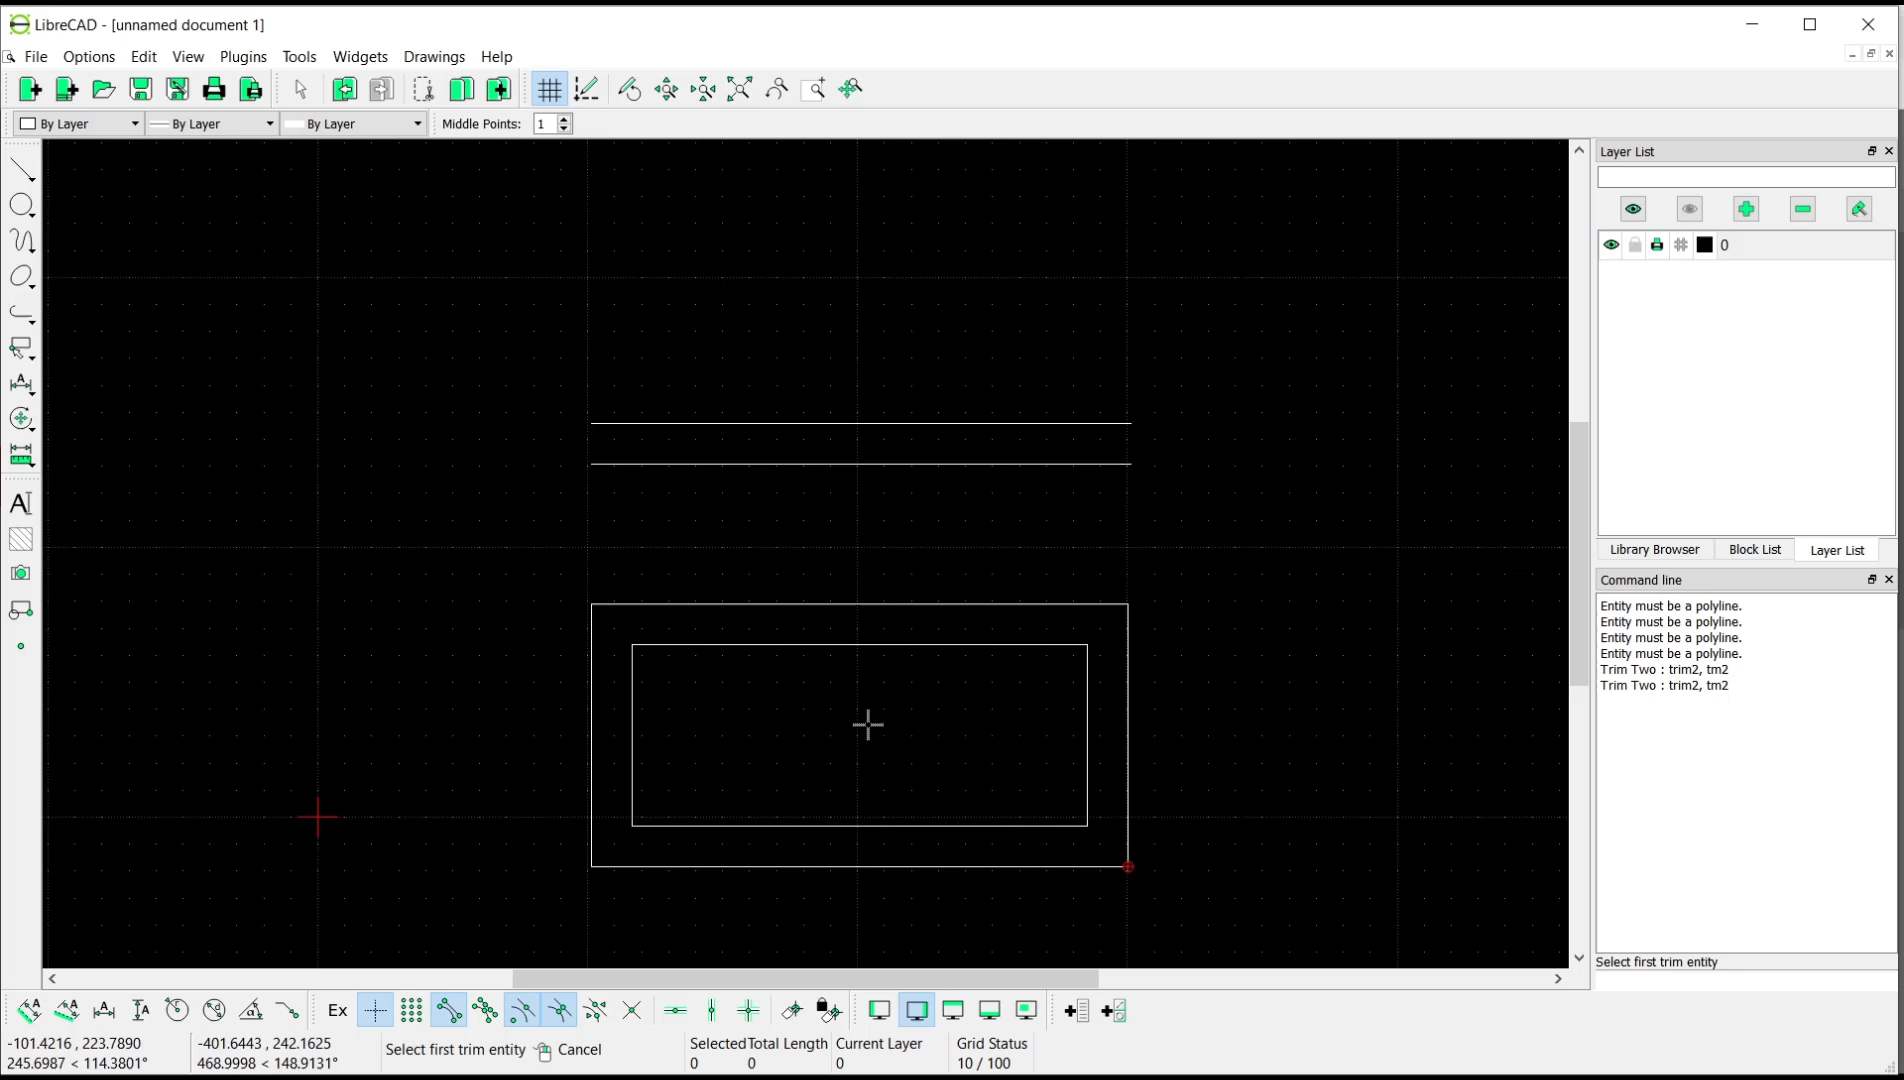 LibreCAD - [unnamed document 1]
File Options Edit View Plugins Tools Widgets Drawings Help
By Layer By Layer By Layer Middle Points: 1
Layer List
0
Library Browser Block List Layer List
Command line
Entity must be a polyline.
Entity must be a polyline.
Entity must be a polyline.
Entity must be a polyline.
Trim Two : trim2, tm2
Trim Two : trim2, tm2
Select first trim entity
A
Ex
-101.4216 , 223.7890
245.6987 < 114.3801°
-401.6443 , 242.1625
468.9998 < 148.9131°
Select first trim entity Cancel
Selected Total Length
0 0
Current Layer
0
Grid Status
10 / 100